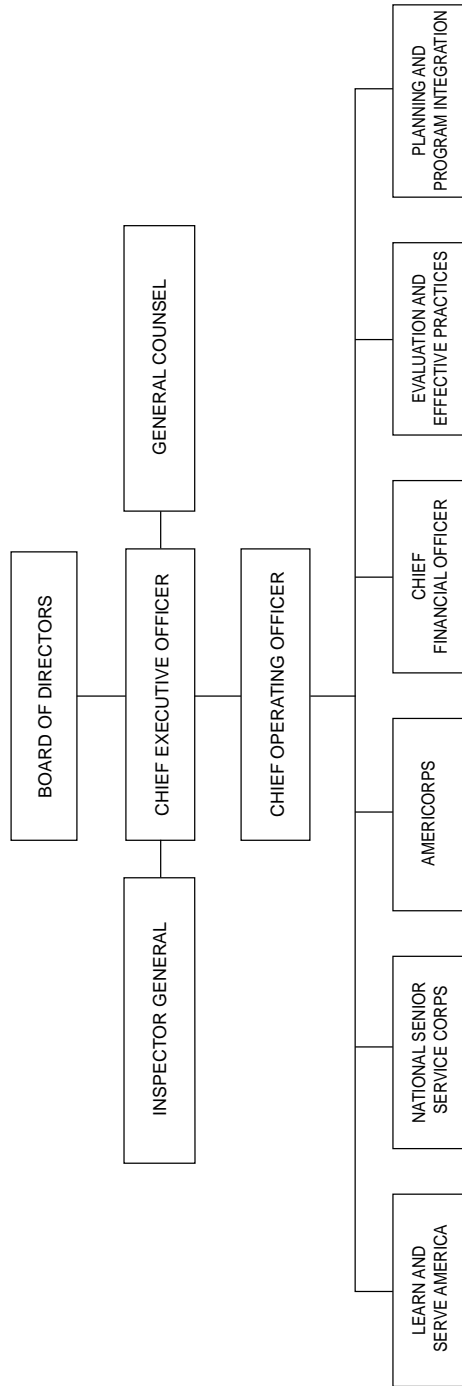 BOARD OF DIRECTORS
INSPECTOR GENERAL
CHIEF EXECUTIVE OFFICER
GENERAL COUNSEL
CHIEF OPERATING OFFICER
LEARN AND
SERVE AMERICA
NATIONAL SENIOR
SERVICE CORPS
AMERICORPS
CHIEF
FINANCIAL OFFICER
EVALUATION AND
EFFECTIVE PRACTICES
PLANNING AND
PROGRAM INTEGRATION